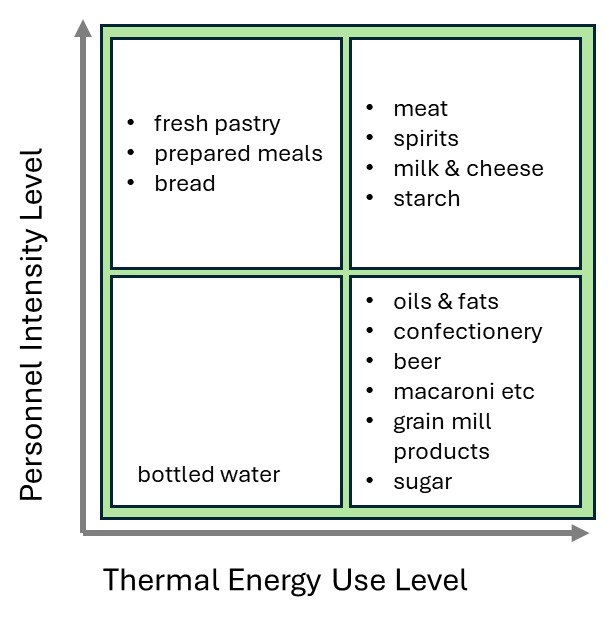 Personnel Intensity Level
• fresh pastry
• prepared meals
• bread
• meat
• spirits
• milk & cheese
• starch
bottled water
• oils & fats
• confectionery
• beer
• macaroni etc
• grain mill
products
• sugar
Thermal Energy Use Level